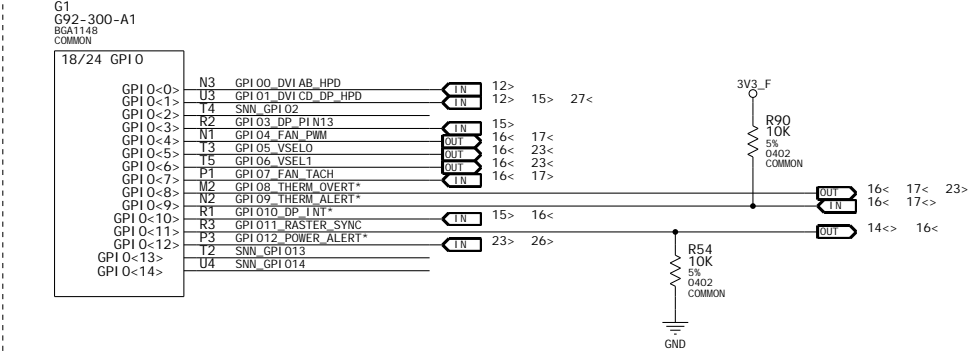 G1
G92-300-A1
BGA1148
COMMON
18/24 GPIO
GPIO<0> N3 GPIO0_DVIAB_HPD IN 12>
GPIO<1> U3 GPIO1_DVICD_DP_HPD IN 12> 15> 27<
GPIO<2> T4 SNN_GPIO2
GPIO<3> R2 GPIO3_DP_PIN13 IN 15>
GPIO<4> N1 GPIO4_FAN_PWM OUT 16< 17<
GPIO<5> T3 GPIO5_VSEL0 OUT 16< 23<
GPIO<6> T5 GPIO6_VSEL1 OUT 16< 23<
GPIO<7> P1 GPIO7_FAN_TACH IN 16< 17>
GPIO<8> M2 GPIO8_THERM_OVERT* OUT 16< 17< 23>
GPIO<9> N2 GPIO9_THERM_ALERT* IN 16< 17<>
GPIO<10> R1 GPIO10_DP_INT* IN 15> 16<
GPIO<11> R3 GPIO11_RASTER_SYNC OUT 14<> 16<
GPIO<12> P3 GPIO12_POWER_ALERT* IN 23> 26>
GPIO<13> T2 SNN_GPIO13
GPIO<14> U4 SNN_GPIO14
3V3_F
R90
10K
5%
0402
COMMON
R54
10K
5%
0402
COMMON
GND